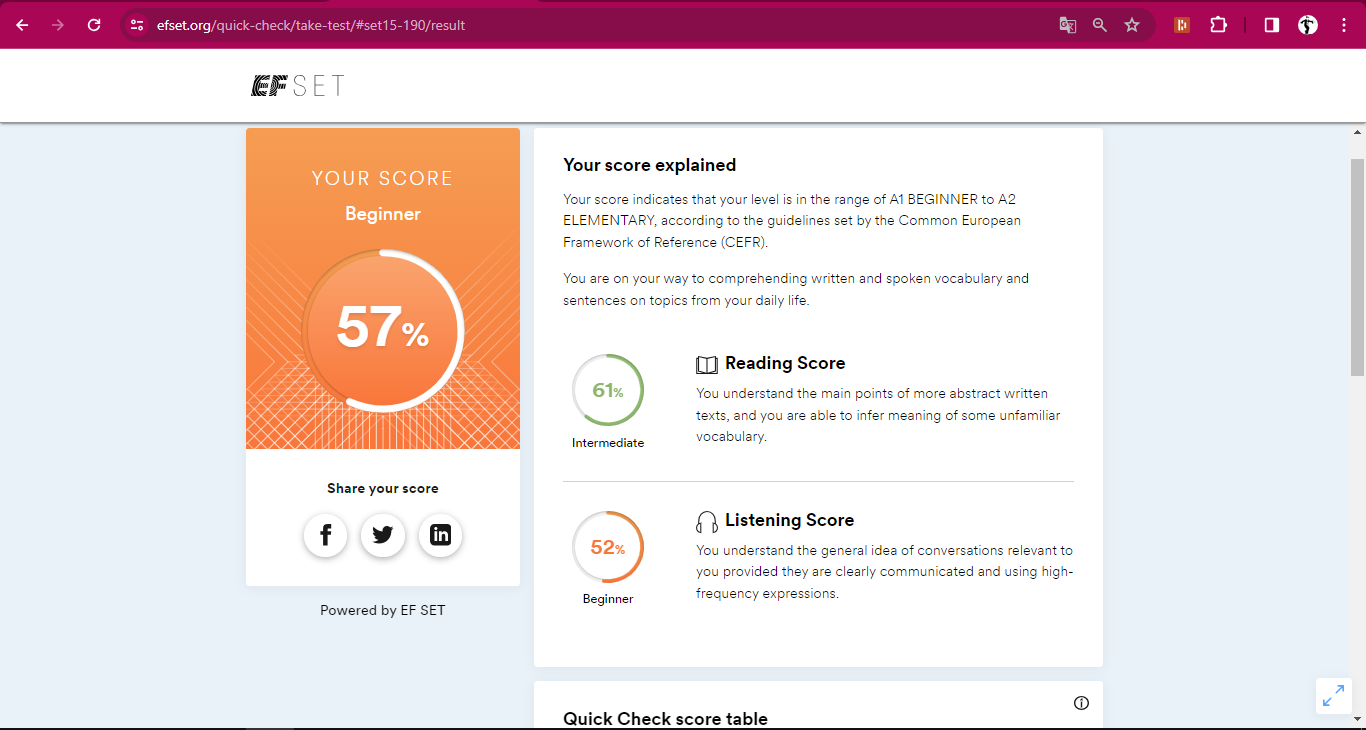 efset.org/quick-check/take-test/#set15-190/result
EF SET
YOUR SCORE
Beginner
57%
Share your score
Powered by EF SET
Your score explained
Your score indicates that your level is in the range of A1 BEGINNER to A2
ELEMENTARY, according to the guidelines set by the Common European
Framework of Reference (CEFR).
You are on your way to comprehending written and spoken vocabulary and
sentences on topics from your daily life.
61%
Intermediate
Reading Score
You understand the main points of more abstract written
texts, and you are able to infer meaning of some unfamiliar
vocabulary.
52%
Beginner
Listening Score
You understand the general idea of conversations relevant to
you provided they are clearly communicated and using high-
frequency expressions.
Quick Check score table